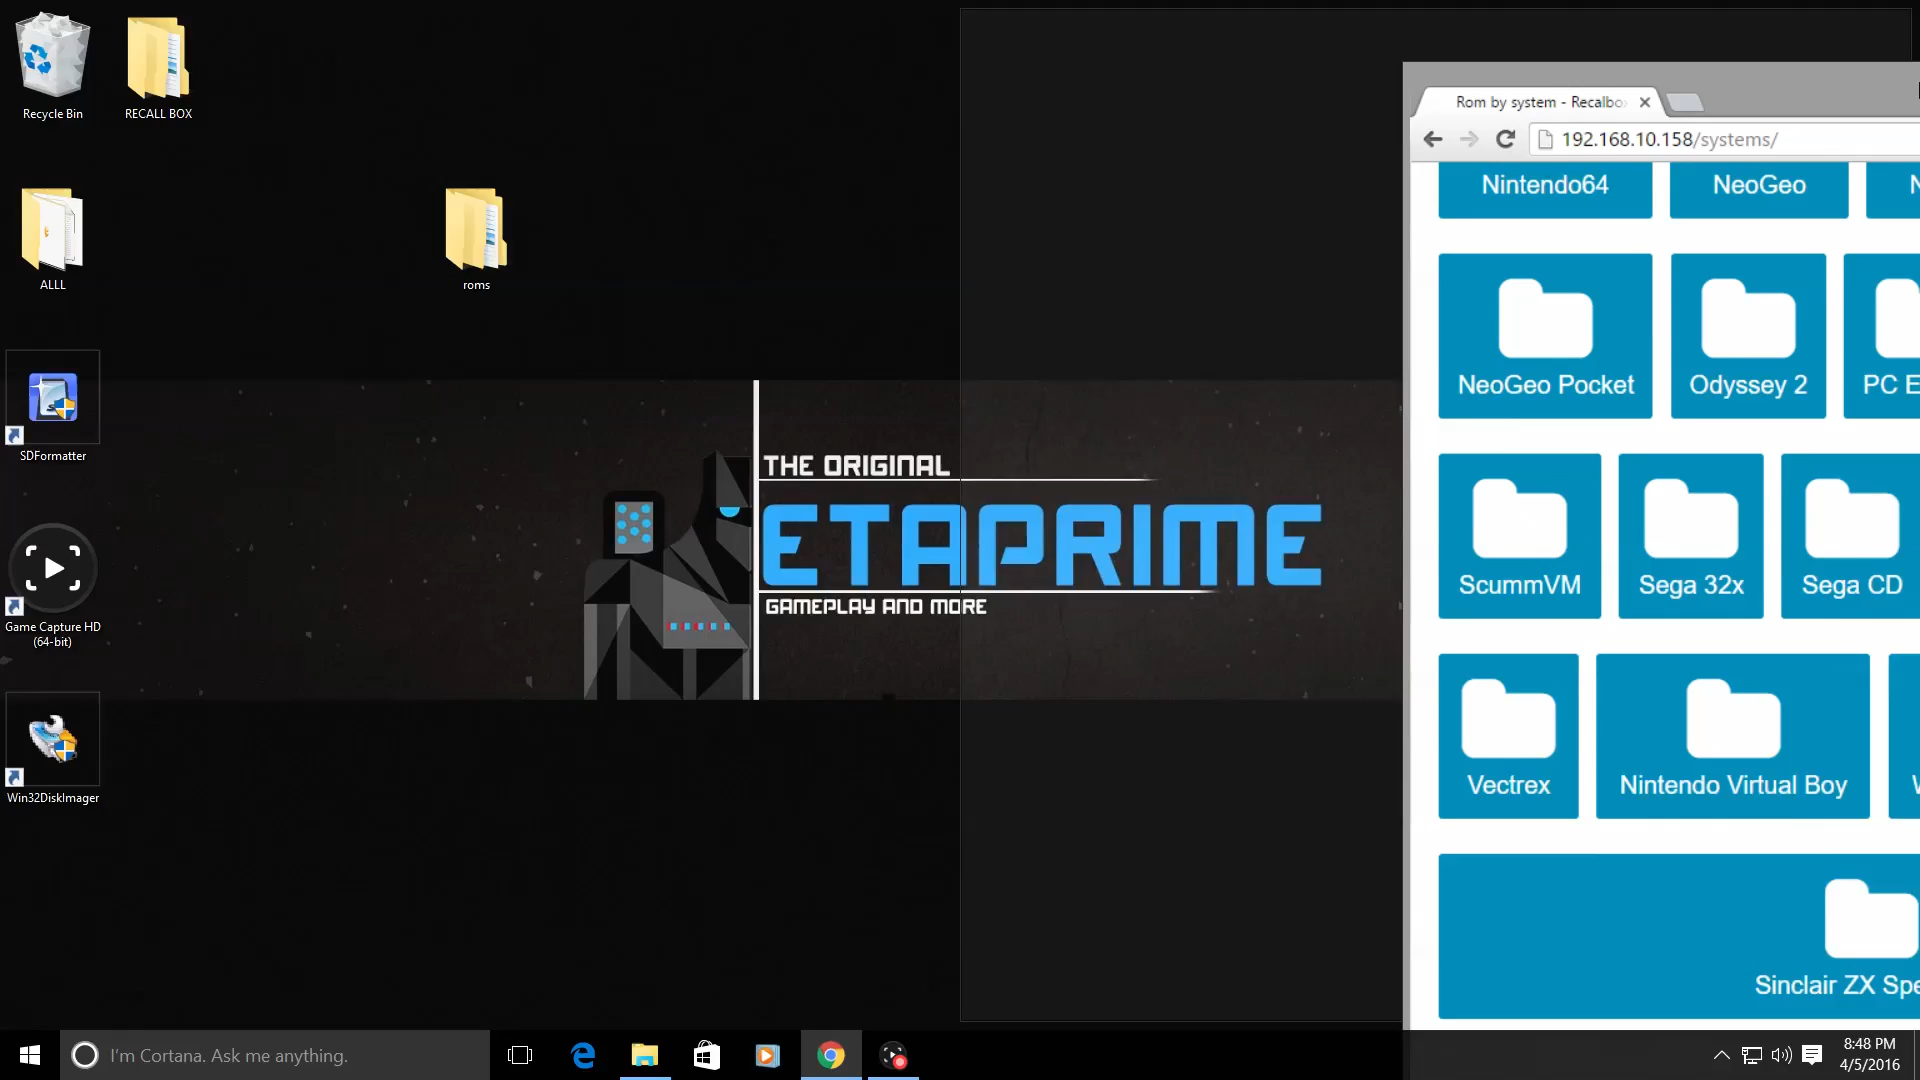 Recycle Bin
RECALL BOX
ALLL
roms
SDFormatter
Game Capture HD
(64-bit)
Win32DiskImager
THE ORIGINAL
ETAPRIME
GAMEPLAY AND MORE
Rom by system - Recalbo
192.168.10.158/systems/
Nintendo64
NeoGeo
N
NeoGeo Pocket
Odyssey 2
PC E
ScummVM
Sega 32x
Sega CD
Vectrex
Nintendo Virtual Boy
Sinclair ZX Spe
I'm Cortana. Ask me anything.
8:48 PM
4/5/2016